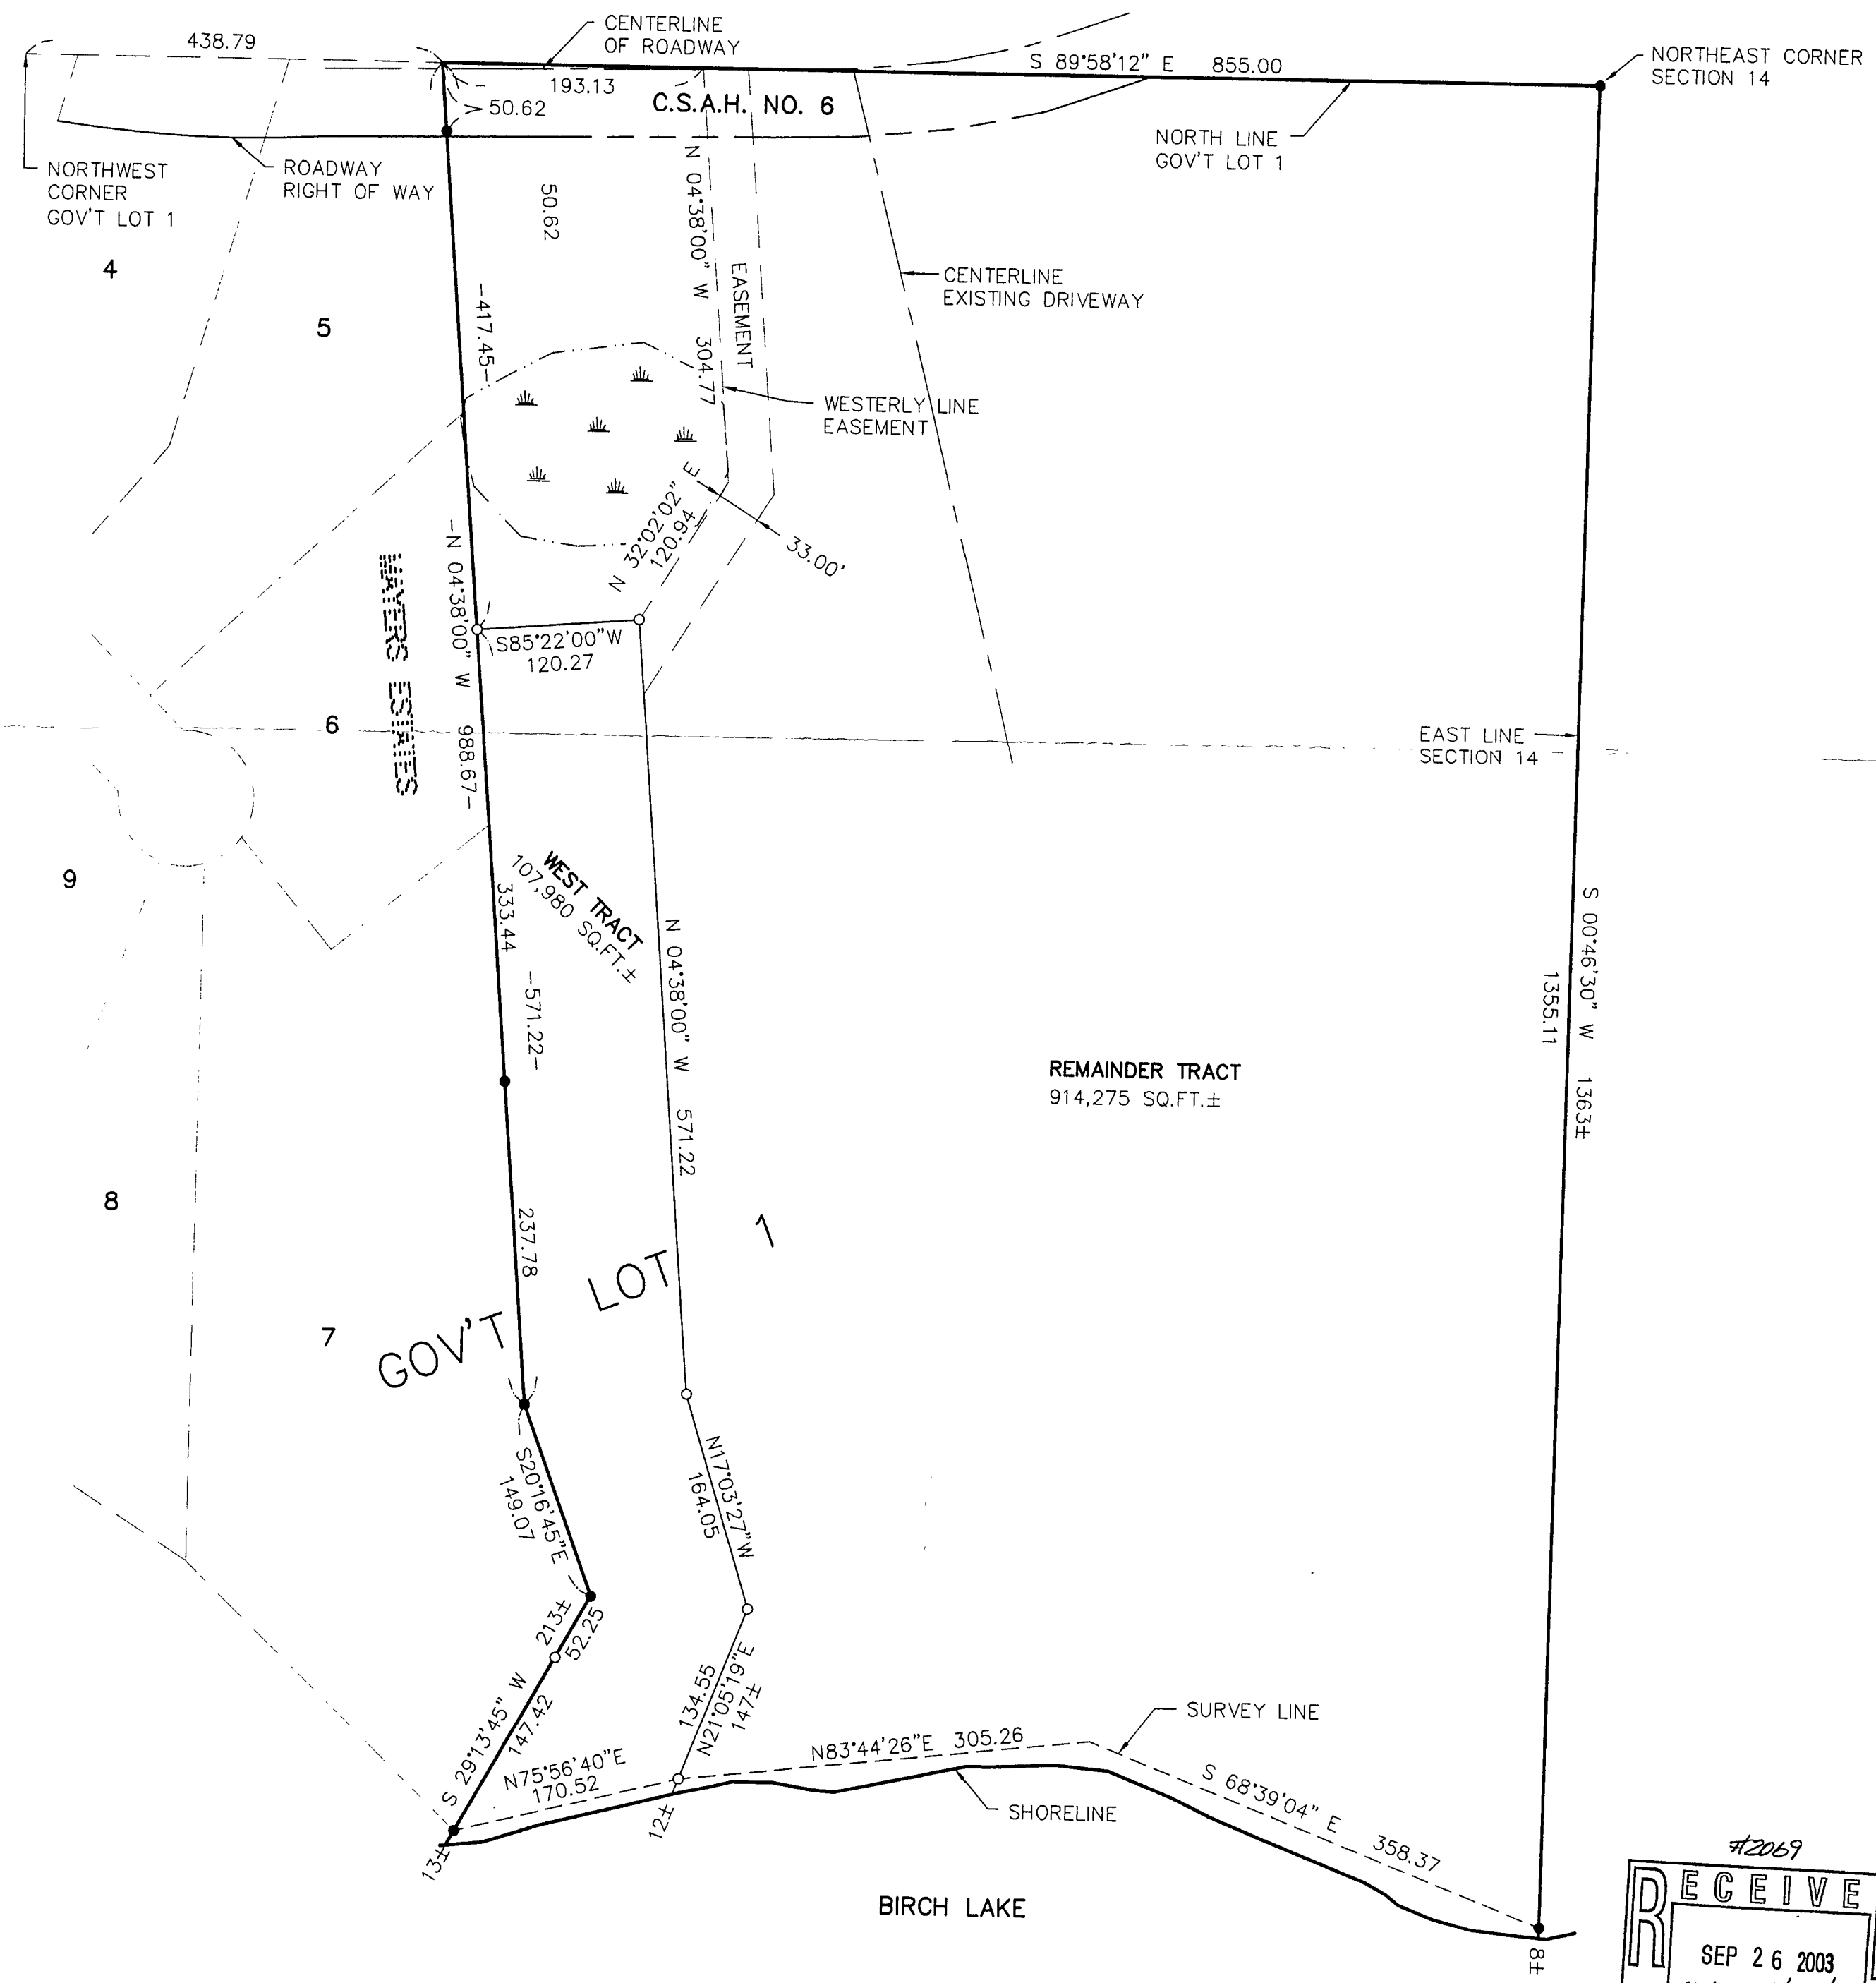 438.79
CENTERLINE
OF ROADWAY
S 89°58'12" E 855.00
NORTHEAST CORNER
SECTION 14
193.13
50.62
C.S.A.H. NO. 6
NORTH LINE
GOV'T LOT 1
NORTHWEST
CORNER
GOV'T LOT 1
ROADWAY
RIGHT OF WAY
4
5
50.62
N 04°38'00" W 304.77
EASEMENT
CENTERLINE
EXISTING DRIVEWAY
-417.45-
WESTERLY LINE
EASEMENT
N 32°02'02" E
120.94
33.00'
-N 04°38'00" W 988.67-
S85°22'00"W
120.27
MAYERS ESTATES
6
EAST LINE
SECTION 14
9
WEST TRACT
107,980 SQ.FT.±
333.44
-571.22-
N 04°38'00" W 571.22
S 00°46'30" W 1363±
1355.11
REMAINDER TRACT
914,275 SQ.FT.±
8
237.78
GOV'T LOT 1
7
S20°16'45"E
149.07
N17°03'27"W
164.05
213±
52.25
S 29°13'45" W
147.42
134.55
N21°05'19"E
147±
N75°56'40"E
170.52
N83°44'26"E 305.26
SURVEY LINE
S 68°39'04" E 358.37
SHORELINE
12±
13±
8±
BIRCH LAKE
#2069
RECEIVE
SEP 26 2003